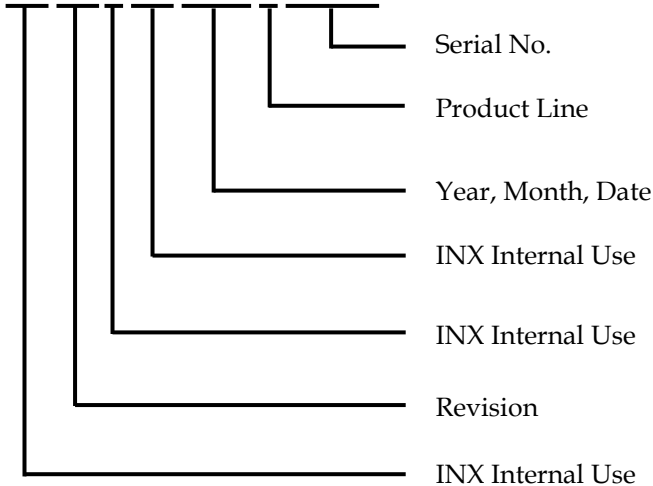 Serial No.
Product Line
Year, Month, Date
INX Internal Use
INX Internal Use
Revision
INX Internal Use